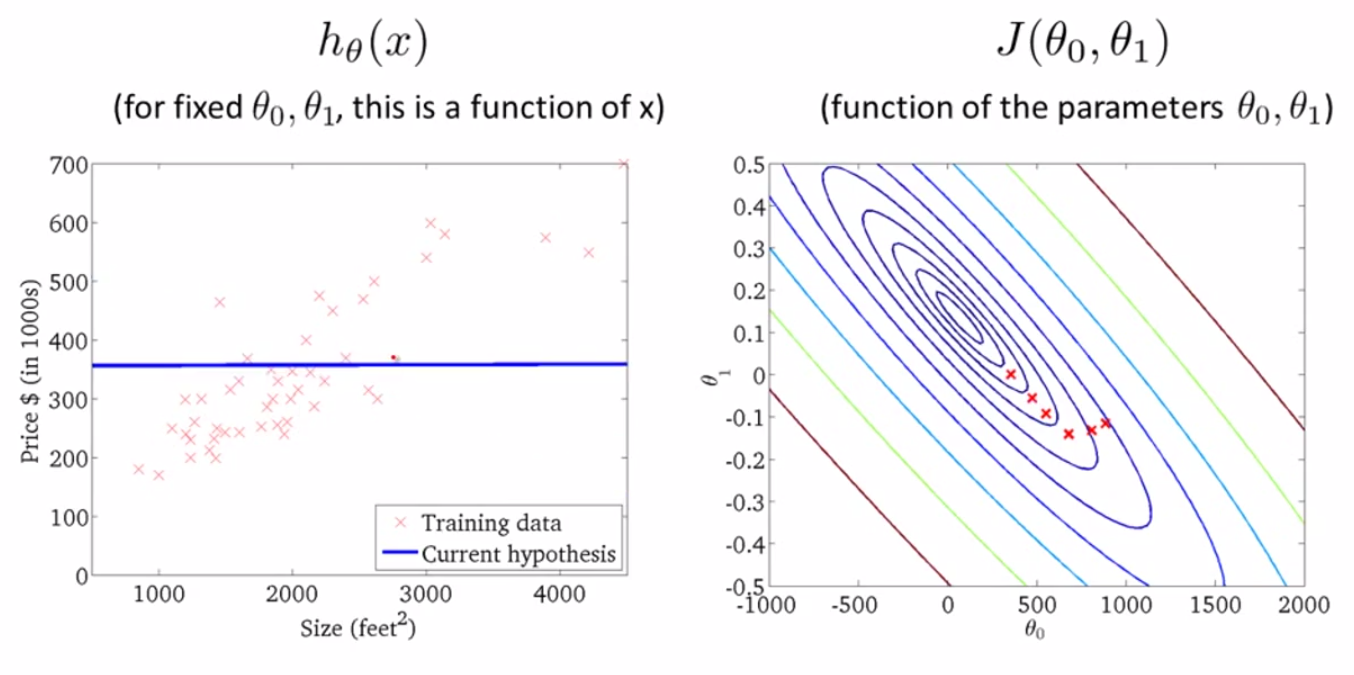 hθ(x)
(for fixed θ₀, θ₁, this is a function of x)
700
600
500
400
300
200
100
0
Price $ (in 1000s)
1000 2000 3000 4000
Size (feet²)
Training data
Current hypothesis
J(θ₀, θ₁)
(function of the parameters θ₀, θ₁)
0.5
0.4
0.3
0.2
0.1
0
-0.1
-0.2
-0.3
-0.4
-0.5
θ₁
-1000 -500 0 500 1000 1500 2000
θ₀